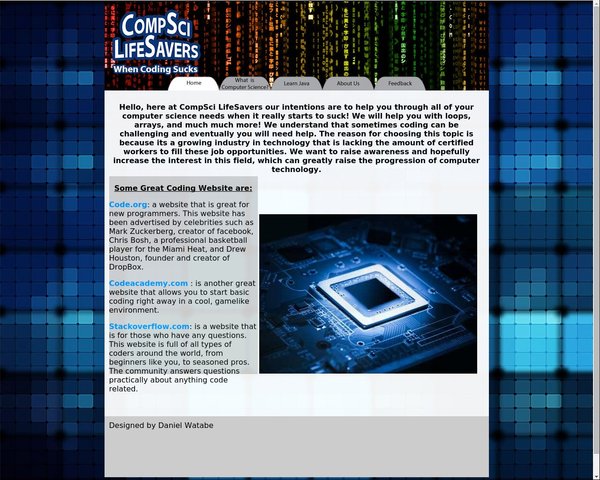 COMPSCI
LIFESAVERS
When Coding Sucks
Home
What is
Computer Science?
Learn Java
About Us
Feedback
Hello, here at CompSci LifeSavers our intentions are to help you through all of your
computer science needs when it really starts to suck! We will help you with loops,
arrays, and much much more! We understand that sometimes coding can be
challenging and eventually you will need help. The reason for choosing this topic is
because its a growing industry in technology that is lacking the amount of certified
workers to fill these job opportunities. We want to raise awareness and hopefully
increase the interest in this field, which can greatly raise the progression of computer
technology.
Some Great Coding Website are:
Code.org: a website that is great for
new programmers. This website has
been advertised by celebrities such as
Mark Zuckerberg, creator of facebook,
Chris Bosh, a professional basketball
player for the Miami Heat, and Drew
Houston, founder and creator of
DropBox.
Codeacademy.com : is another great
website that allows you to start basic
coding right away in a cool, gamelike
environment.
Stackoverflow.com: is a website that
is for those who have any questions.
This website is full of all types of
coders around the world, from
beginners like you, to seasoned pros.
The community answers questions
practically about anything code
related.
Designed by Daniel Watabe